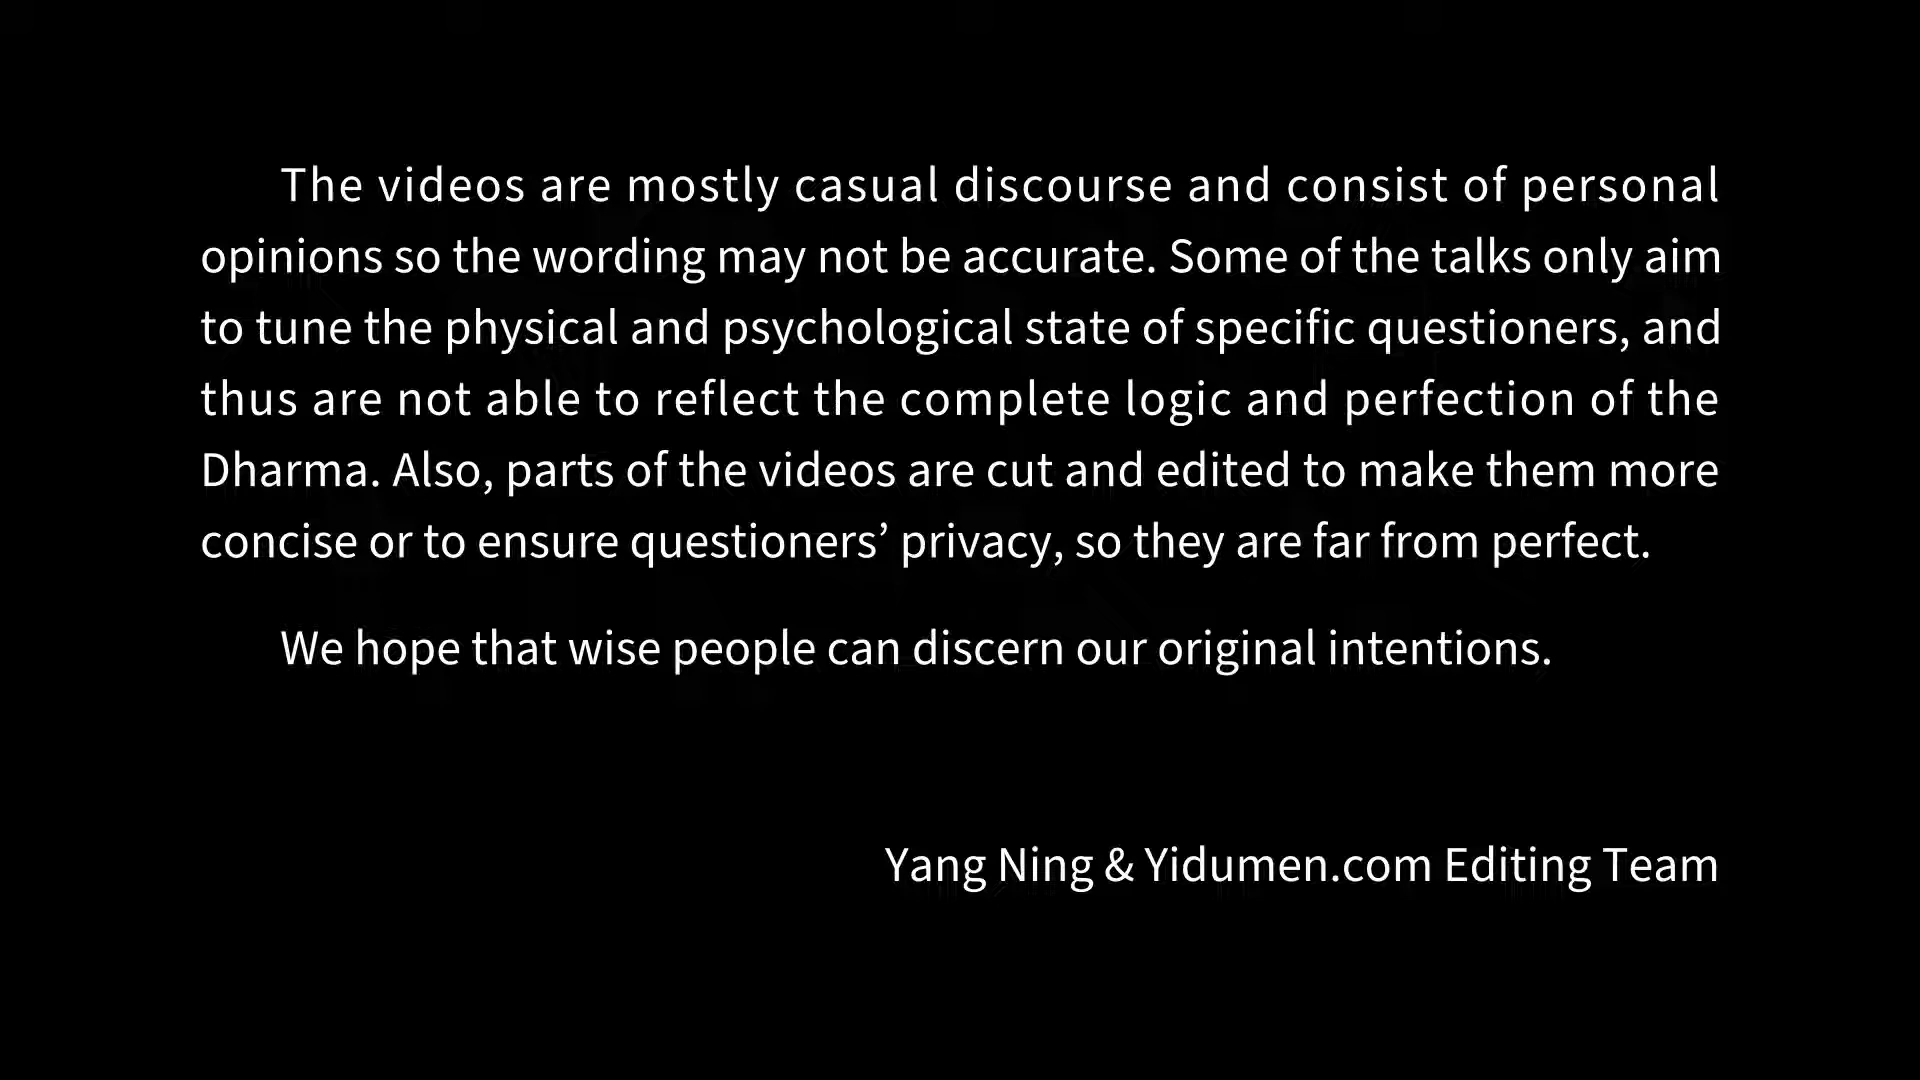 The videos are mostly casual discourse and consist of personal
opinions so the wording may not be accurate. Some of the talks only aim
to tune the physical and psychological state of specific questioners, and
thus are not able to reflect the complete logic and perfection of the
Dharma. Also, parts of the videos are cut and edited to make them more
concise or to ensure questioners’ privacy, so they are far from perfect.
We hope that wise people can discern our original intentions.
Yang Ning & Yidumen.com Editing Team